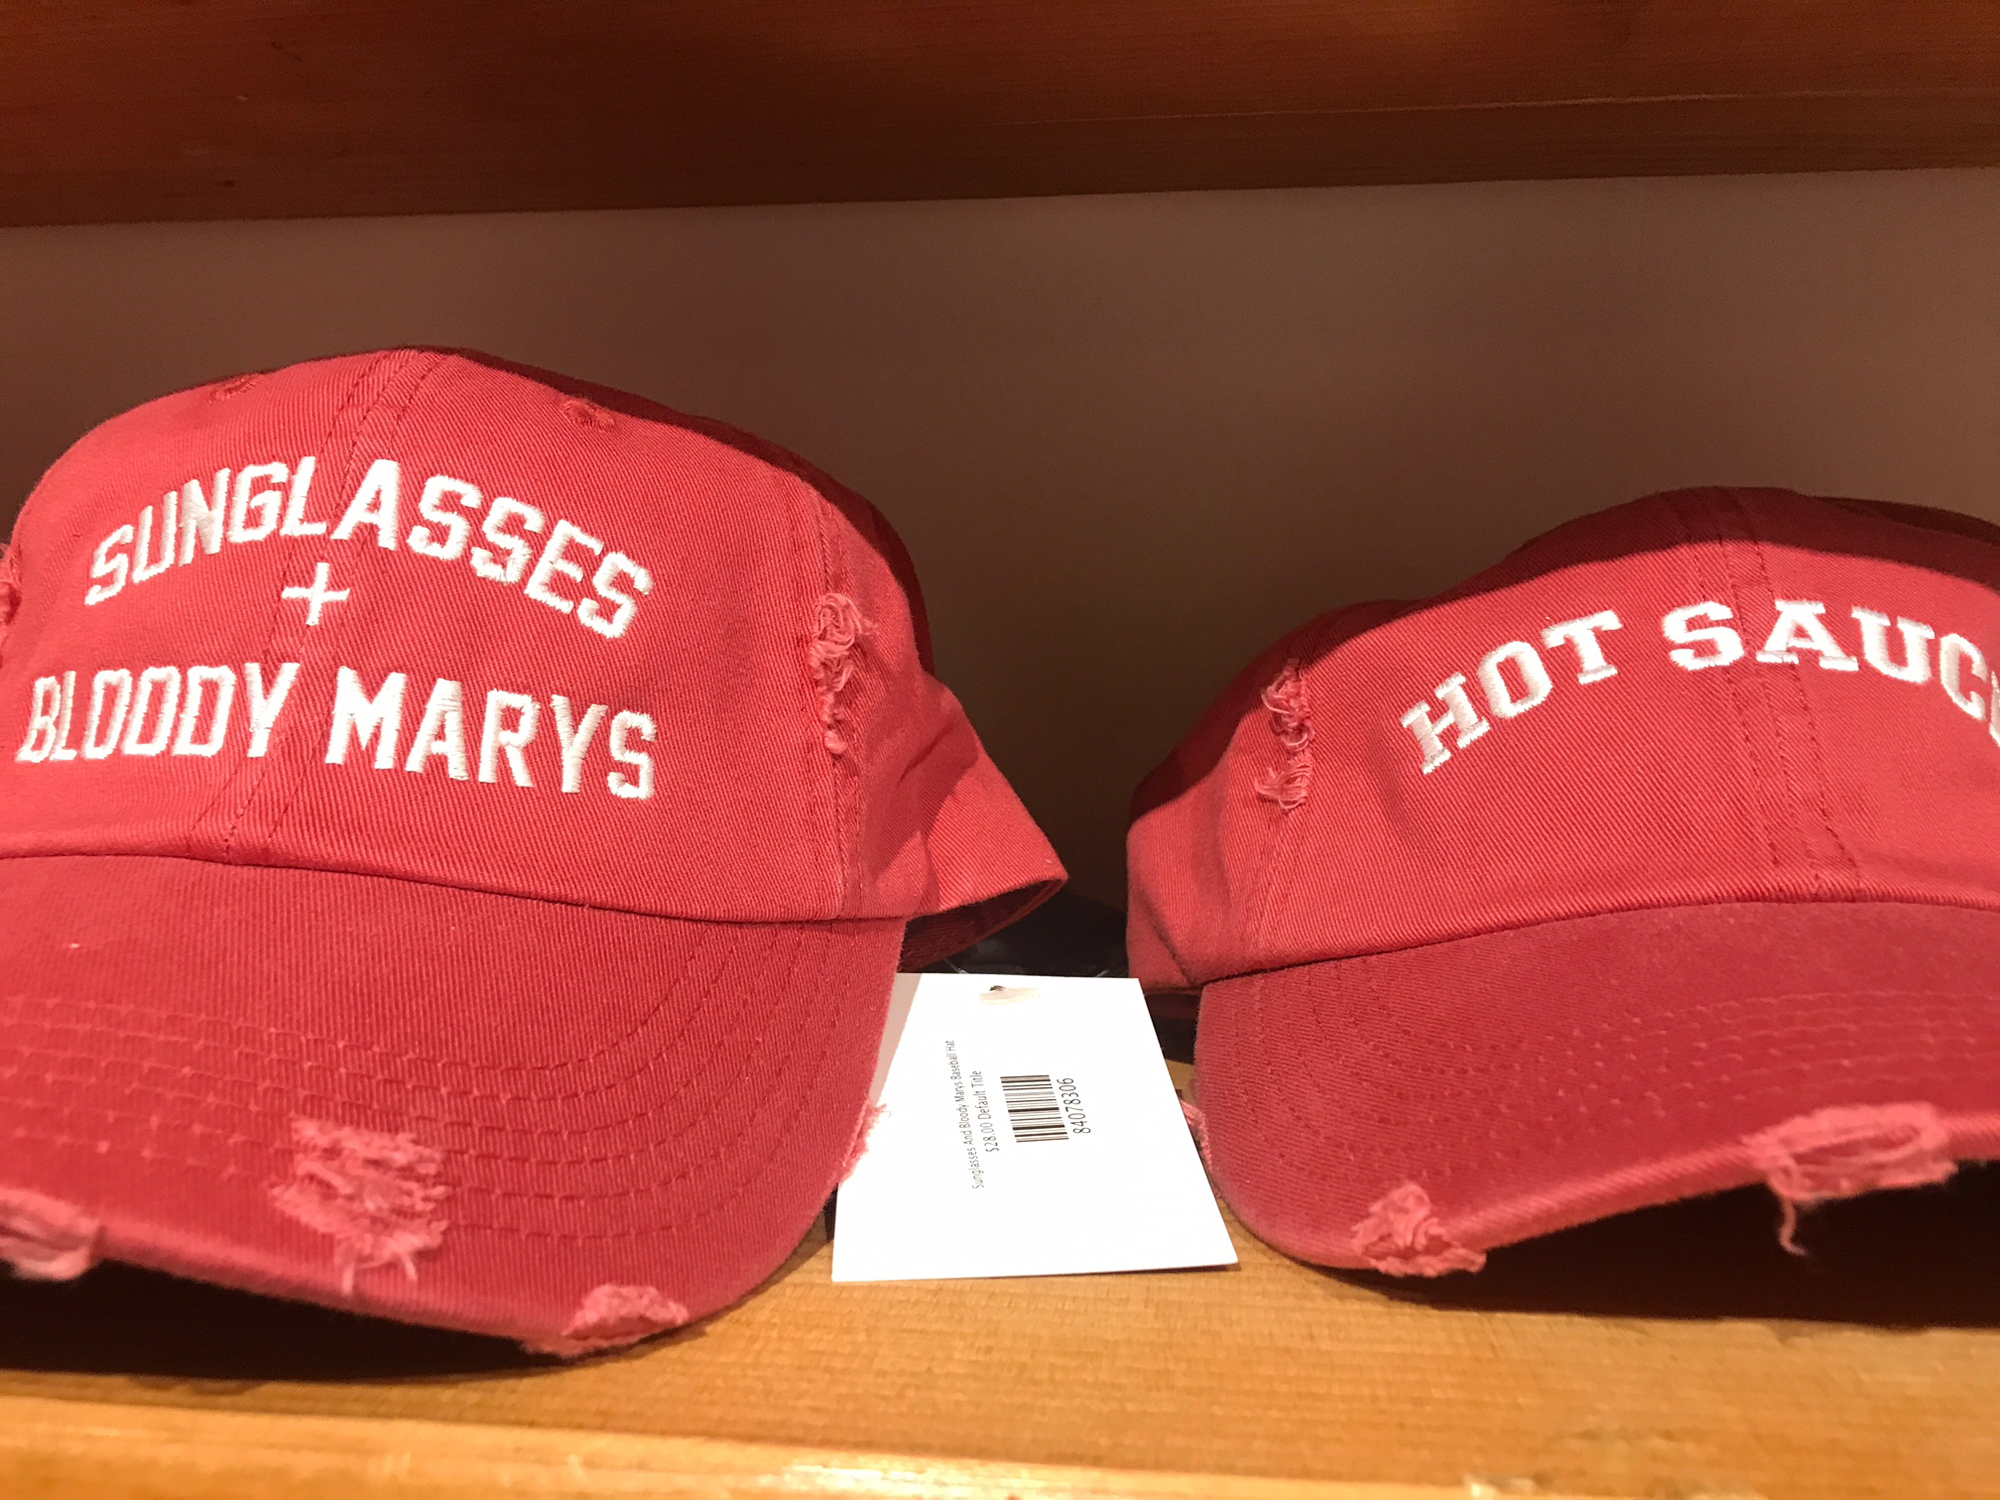 SUNGLASSES
+
BLOODY MARYS
HOT SAUC
Sunglasses And Bloody Marys Baseball Hat
$28.00 Default Title
84078306